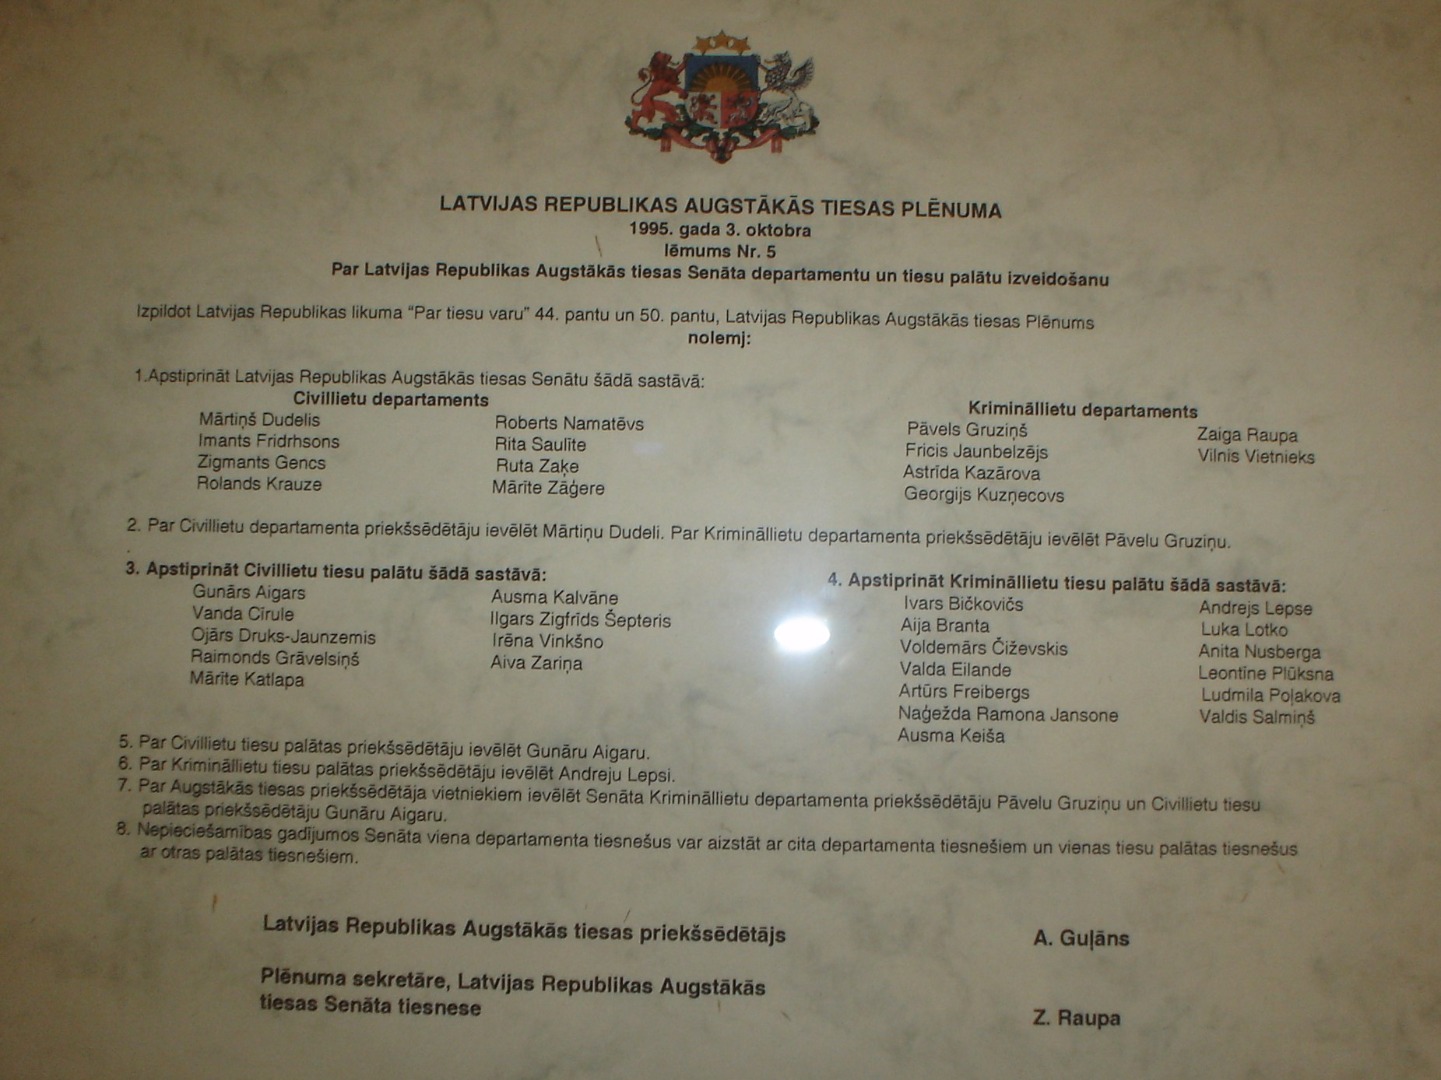 LATVIJAS REPUBLIKAS AUGSTĀKĀS TIESAS PLĒNUMA
1995. gada 3. oktobra
lēmums Nr. 5
Par Latvijas Republikas Augstākās tiesas Senāta departamentu un tiesu palātu izveidošanu
Izpildot Latvijas Republikas likuma “Par tiesu varu” 44. pantu un 50. pantu, Latvijas Republikas Augstākās tiesas Plēnums
nolemj:
1.Apstiprināt Latvijas Republikas Augstākās tiesas Senātu šādā sastāvā:
Civillietu departaments
Mārtiņš Dudelis
Imants Fridrhsons
Zigmants Gencs
Rolands Krauze
Roberts Namatēvs
Rita Saulīte
Ruta Zaķe
Mārīte Zāģere
Krimināllietu departaments
Pāvels Gruziņš
Fricis Jaunbelzējs
Astrīda Kazārova
Georgijs Kuzņecovs
Zaiga Raupa
Vilnis Vietnieks
2. Par Civillietu departamenta priekšsēdētāju ievēlēt Mārtiņu Dudeli. Par Krimināllietu departamenta priekšsēdētāju ievēlēt Pāvelu Gruziņu.
3. Apstiprināt Civillietu tiesu palātu šādā sastāvā:
Gunārs Aigars
Vanda Cīrule
Ojārs Druks-Jaunzemis
Raimonds Grāvelsiņš
Mārīte Katlapa
Ausma Kalvāne
Ilgars Zigfrīds Šepteris
Irēna Vinkšno
Aiva Zariņa
4. Apstiprināt Krimināllietu tiesu palātu šādā sastāvā:
Ivars Bičkovičs
Aija Branta
Voldemārs Čiževskis
Valda Eilande
Artūrs Freibergs
Naģežda Ramona Jansone
Ausma Keiša
Andrejs Lepse
Luka Lotko
Anita Nusberga
Leontīne Plūksna
Ludmila Poļakova
Valdis Salmiņš
5. Par Civillietu tiesu palātas priekšsēdētāju ievēlēt Gunāru Aigaru.
6. Par Krimināllietu tiesu palātas priekšsēdētāju ievēlēt Andreju Lepsi.
7. Par Augstākās tiesas priekšsēdētāja vietniekiem ievēlēt Senāta Krimināllietu departamenta priekšsēdētāju Pāvelu Gruziņu un Civillietu tiesu
palātas priekšsēdētāju Gunāru Aigaru.
8. Nepieciešamības gadījumos Senāta viena departamenta tiesnešus var aizstāt ar cita departamenta tiesnešiem un vienas tiesu palātas tiesnešus
ar otras palātas tiesnešiem.
Latvijas Republikas Augstākās tiesas priekšsēdētājs
A. Guļāns
Plēnuma sekretāre, Latvijas Republikas Augstākās
tiesas Senāta tiesnese
Z. Raupa